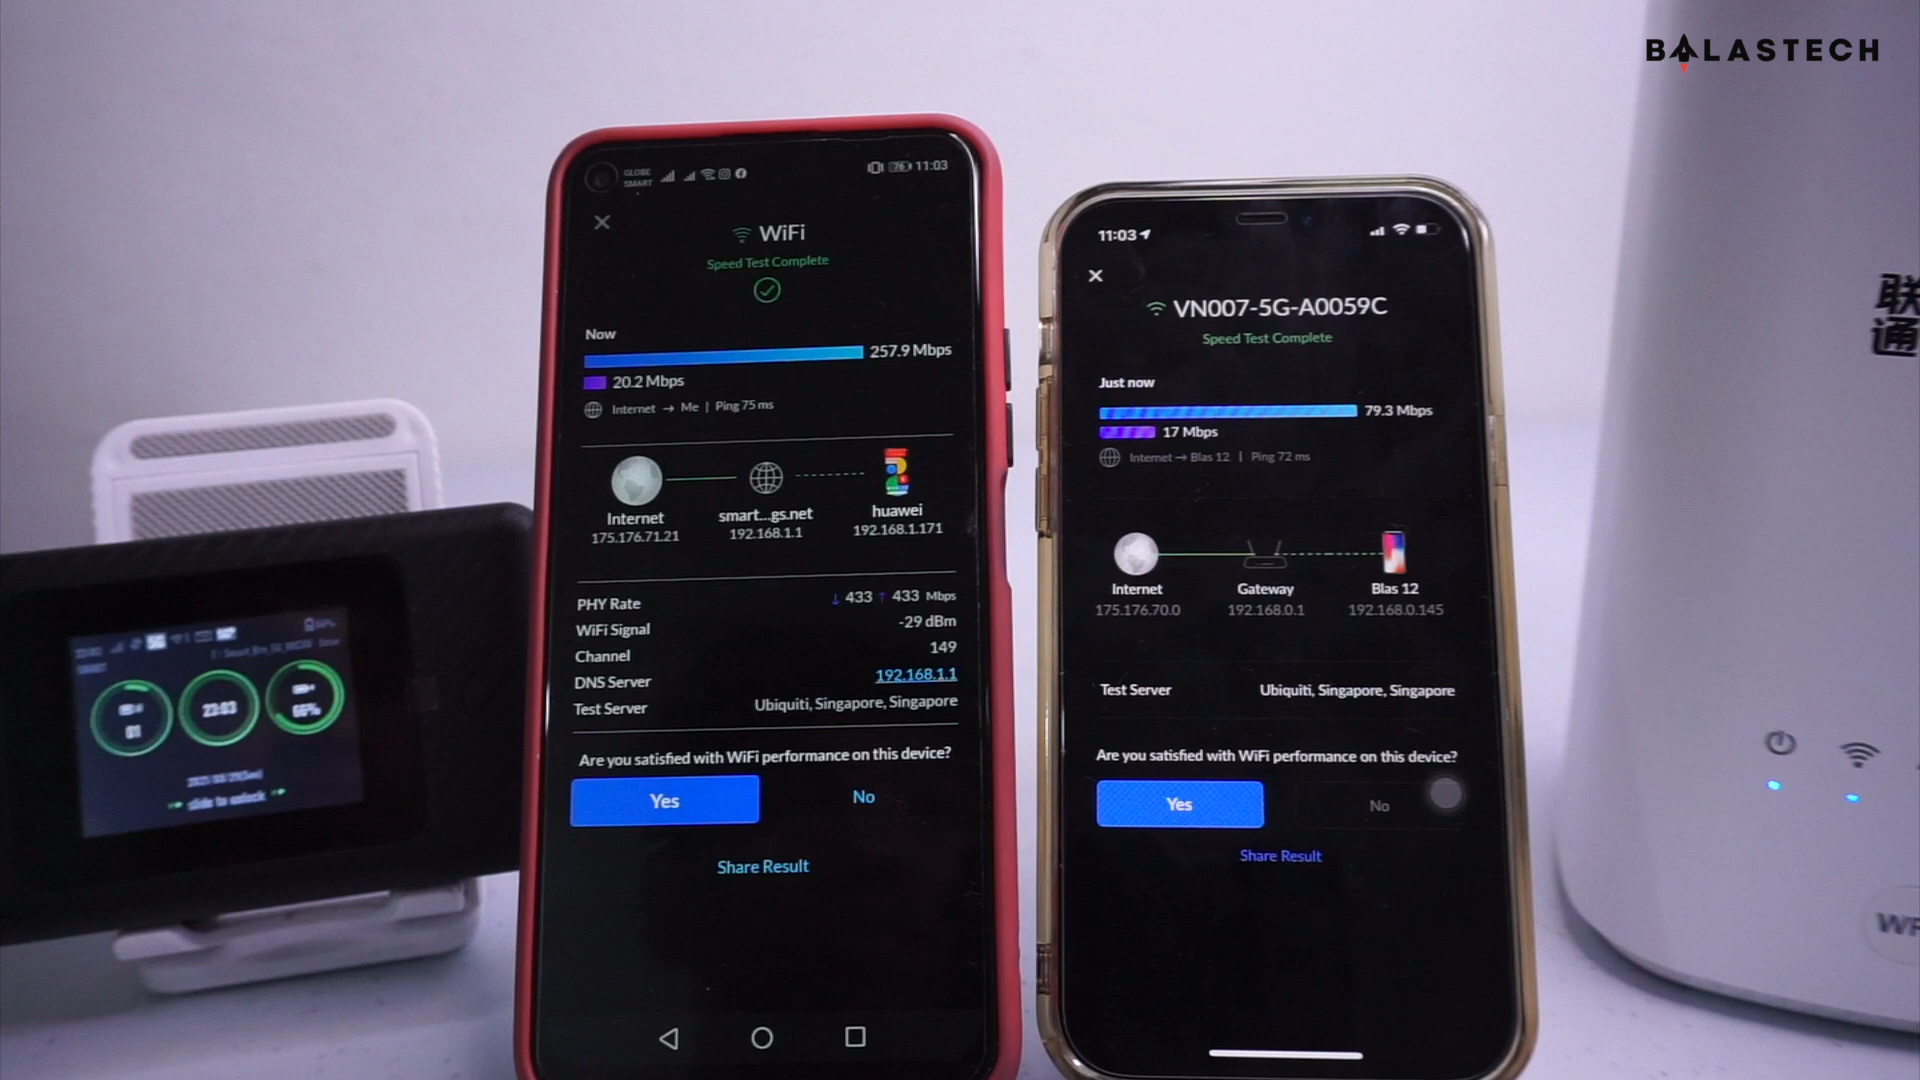 BALASTECH
GLOBE
SMART
76 11:03
WiFi
Speed Test Complete
Now
257.9 Mbps
20.2 Mbps
Internet → Me | Ping 75 ms
Internet
175.176.71.21
smart...gs.net
192.168.1.1
huawei
192.168.1.171
PHY Rate ↓ 433 ↑ 433 Mbps
WiFi Signal -29 dBm
Channel 149
DNS Server 192.168.1.1
Test Server Ubiquiti, Singapore, Singapore
Are you satisfied with WiFi performance on this device?
Yes No
Share Result
11:03
VN007-5G-A0059C
Speed Test Complete
Just now
79.3 Mbps
17 Mbps
Internet → Blas 12 | Ping 72 ms
Internet
175.176.70.0
Gateway
192.168.0.1
Blas 12
192.168.0.145
Test Server Ubiquiti, Singapore, Singapore
Are you satisfied with WiFi performance on this device?
Yes No
Share Result
01
23:03
66%
slide to unlock
联
通